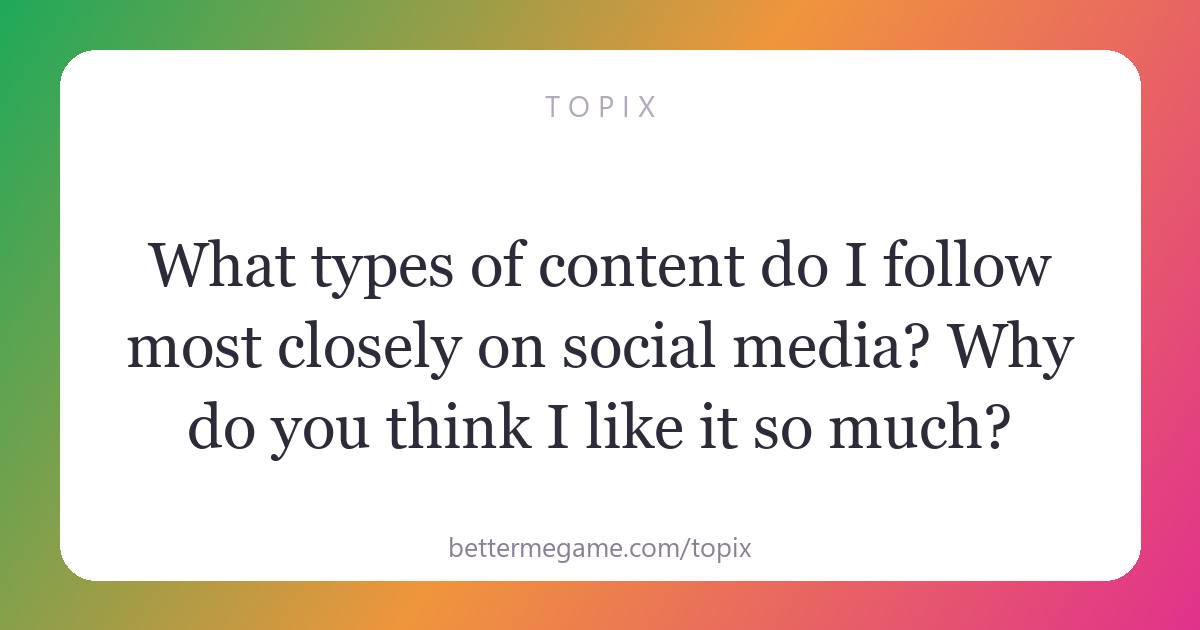 TOPIX
What types of content do I follow
most closely on social media? Why
do you think I like it so much?
bettermegame.com/topix